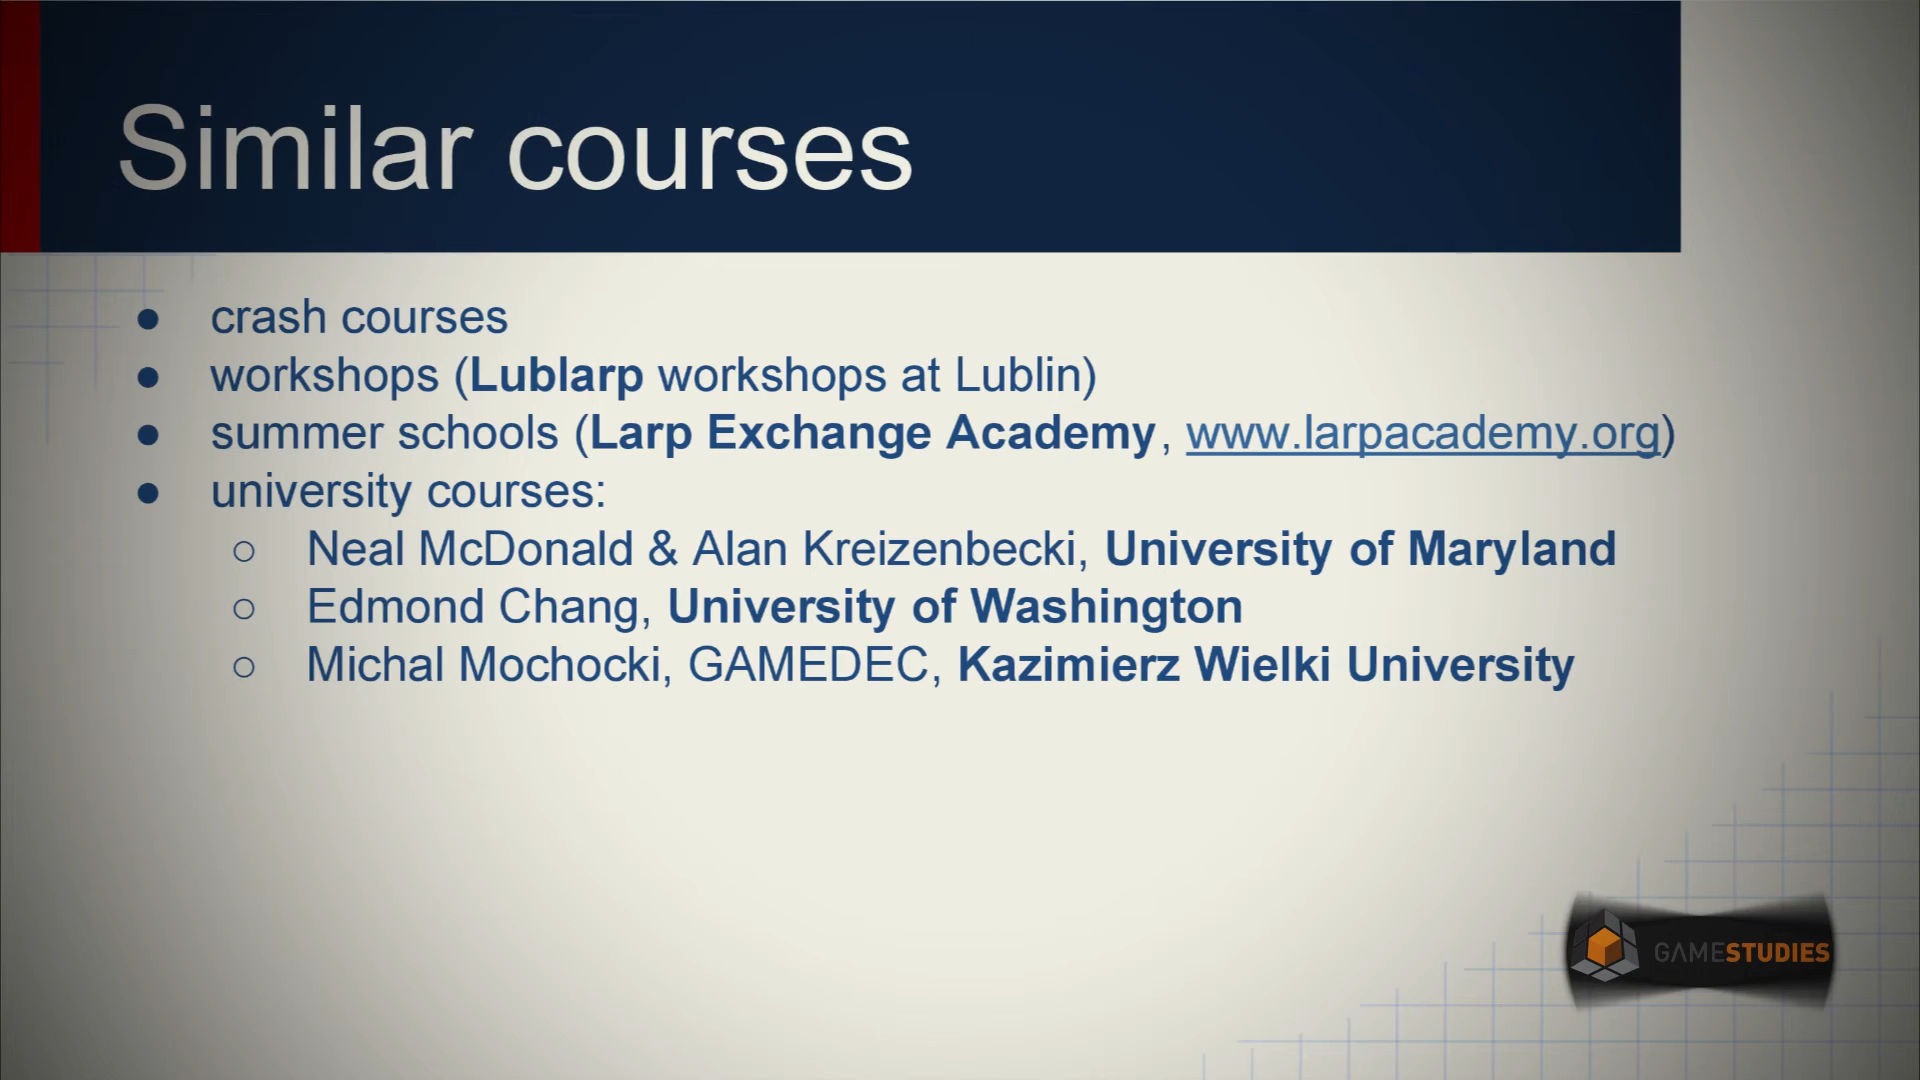 Similar courses
● crash courses
● workshops (Lublarp workshops at Lublin)
● summer schools (Larp Exchange Academy, www.larpacademy.org)
● university courses:
○ Neal McDonald & Alan Kreizenbecki, University of Maryland
○ Edmond Chang, University of Washington
○ Michal Mochocki, GAMEDEC, Kazimierz Wielki University
GAMESTUDIES